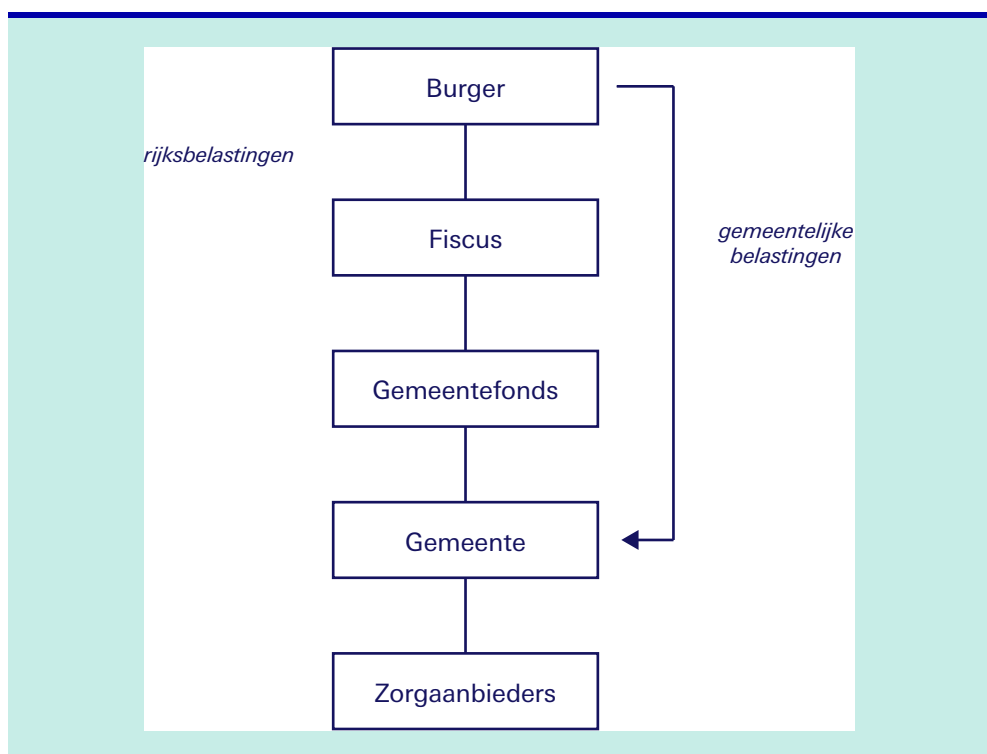 Burger
rijksbelastingen
Fiscus
gemeentelijke
belastingen
Gemeentefonds
Gemeente
Zorgaanbieders